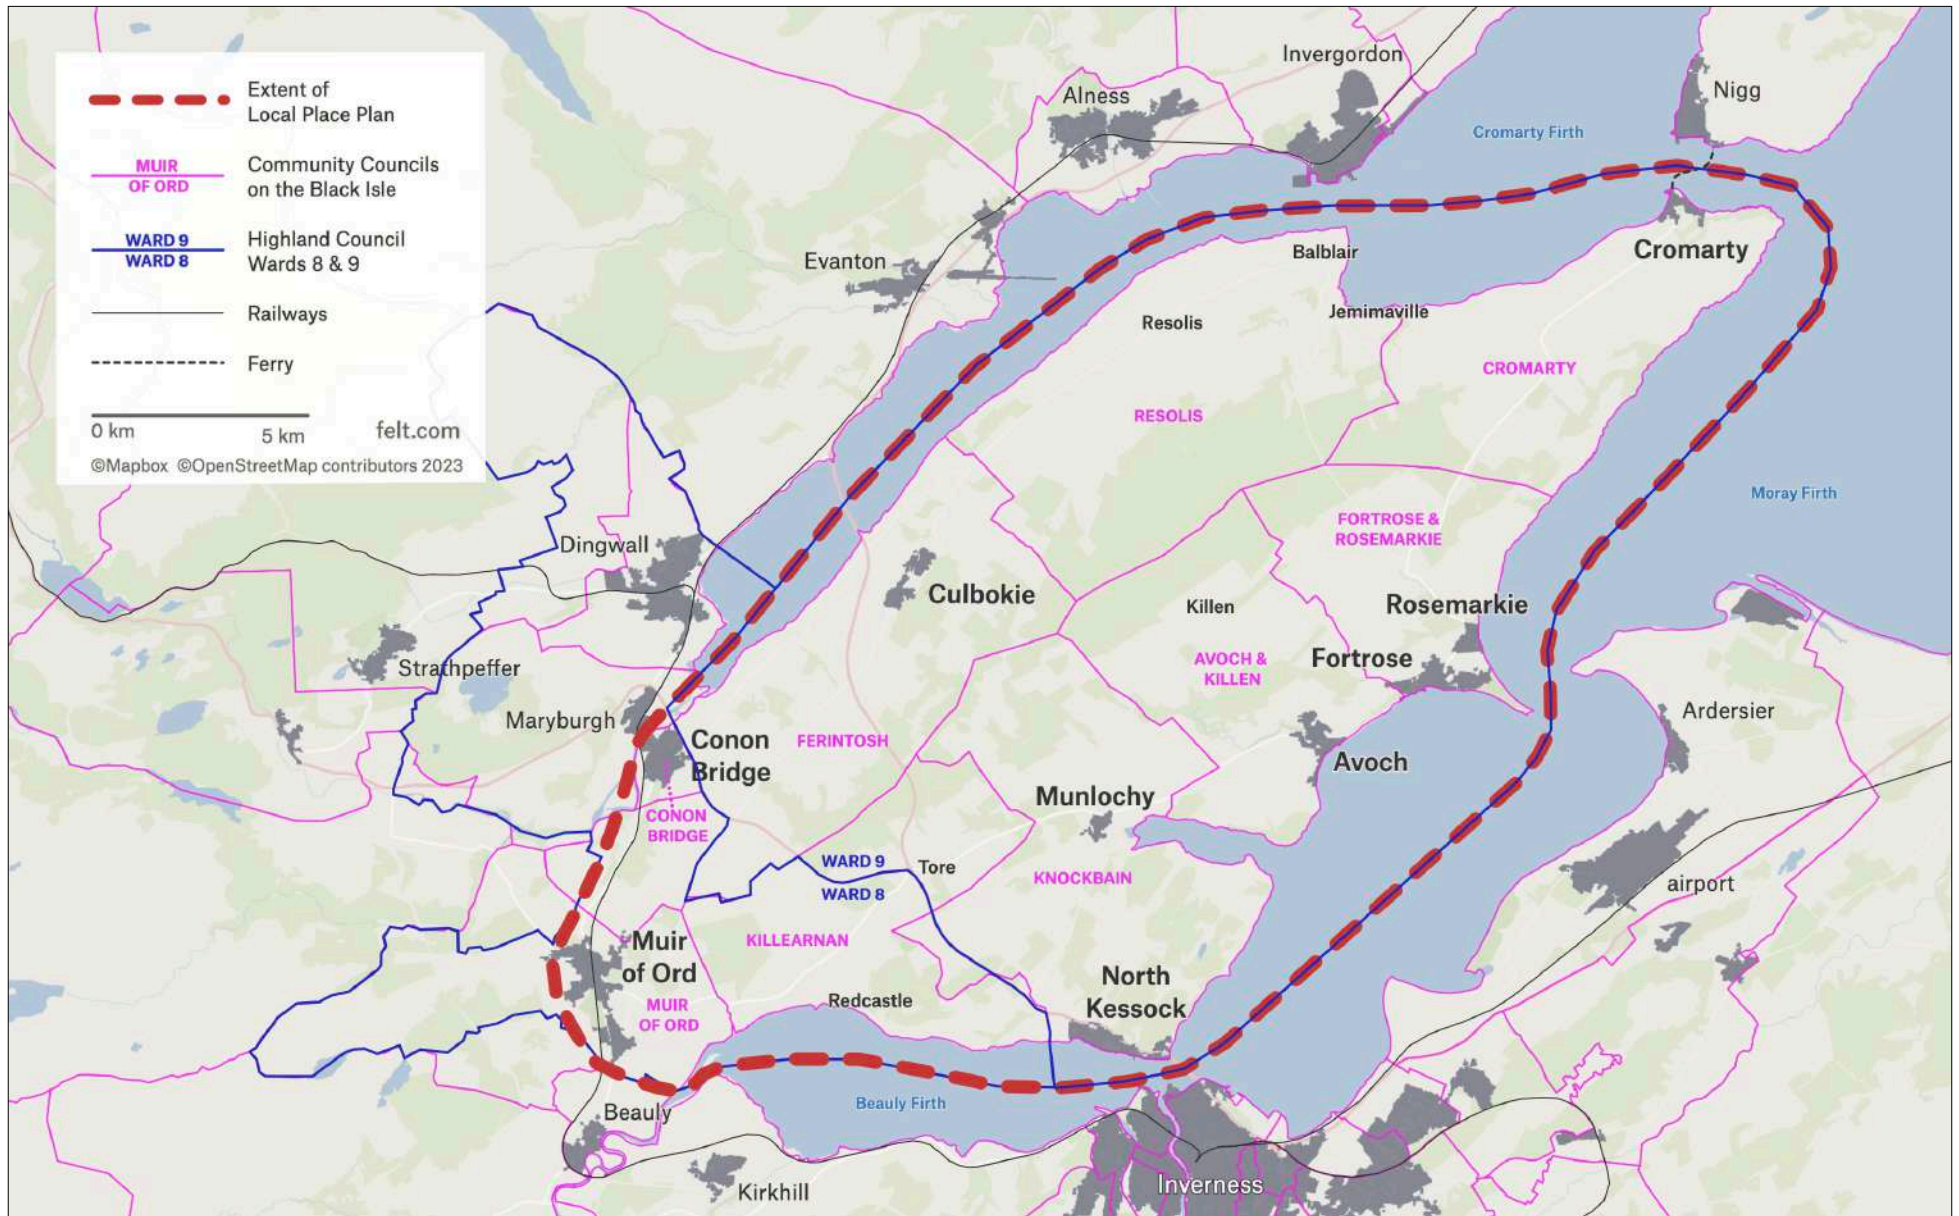 Extent of
Local Place Plan
MUIR
OF ORD
Community Councils
on the Black Isle
WARD 9
WARD 8
Highland Council
Wards 8 & 9
Railways
Ferry
0 km
5 km
felt.com
©Mapbox ©OpenStreetMap contributors 2023
Invergordon
Alness
Nigg
Cromarty Firth
Evanton
Balblair
Cromarty
Resolis
Jemimaville
CROMARTY
RESOLIS
Moray Firth
FORTROSE &
ROSEMARKIE
Dingwall
Culbokie
Killen
Rosemarkie
Strathpeffer
AVOCH &
KILLEN
Fortrose
Maryburgh
Conon
Bridge
FERINTOSH
Ardersier
Avoch
Munlochy
CONON
BRIDGE
WARD 9
WARD 8
Tore
KNOCKBAIN
airport
Muir
of Ord
KILLEARNAN
MUIR
OF ORD
Redcastle
North
Kessock
Beauly
Beauly Firth
Kirkhill
Inverness